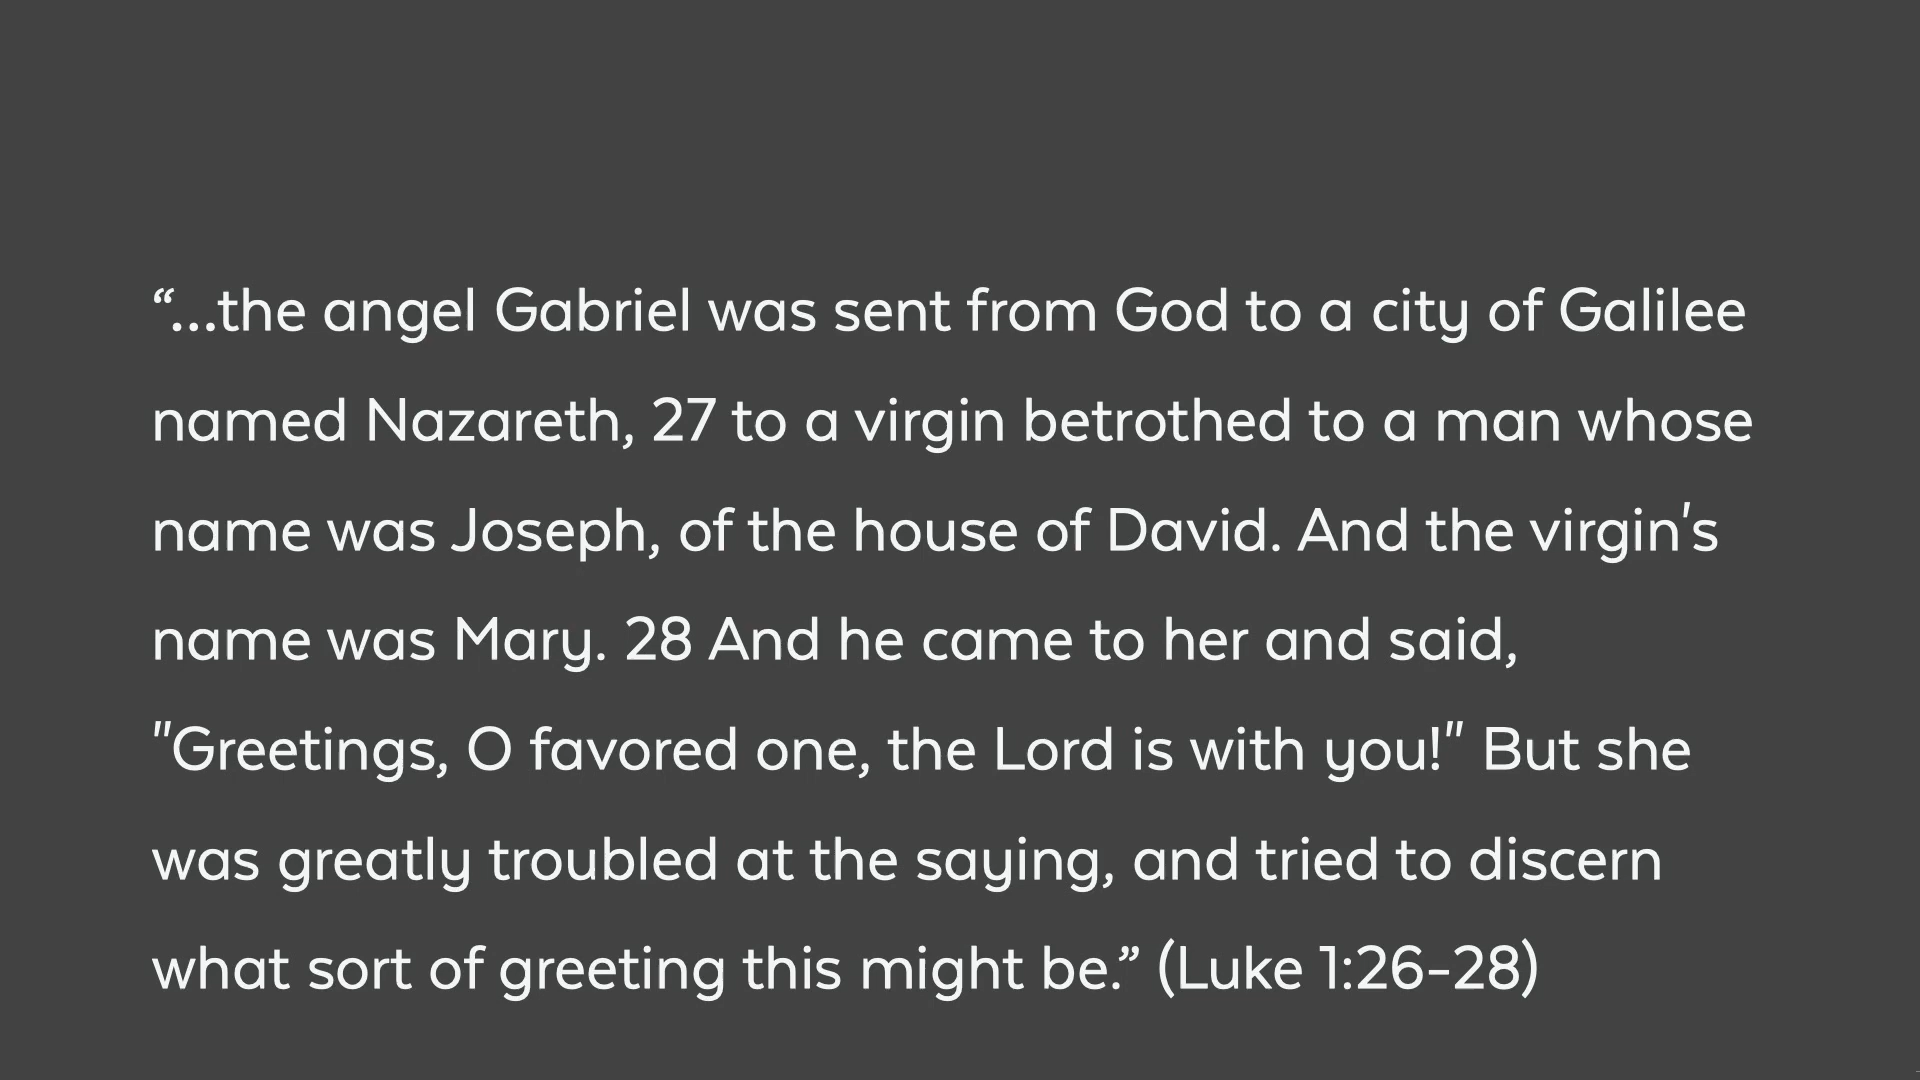 “...the angel Gabriel was sent from God to a city of Galilee
named Nazareth, 27 to a virgin betrothed to a man whose
name was Joseph, of the house of David. And the virgin's
name was Mary. 28 And he came to her and said,
"Greetings, O favored one, the Lord is with you!" But she
was greatly troubled at the saying, and tried to discern
what sort of greeting this might be.” (Luke 1:26-28)